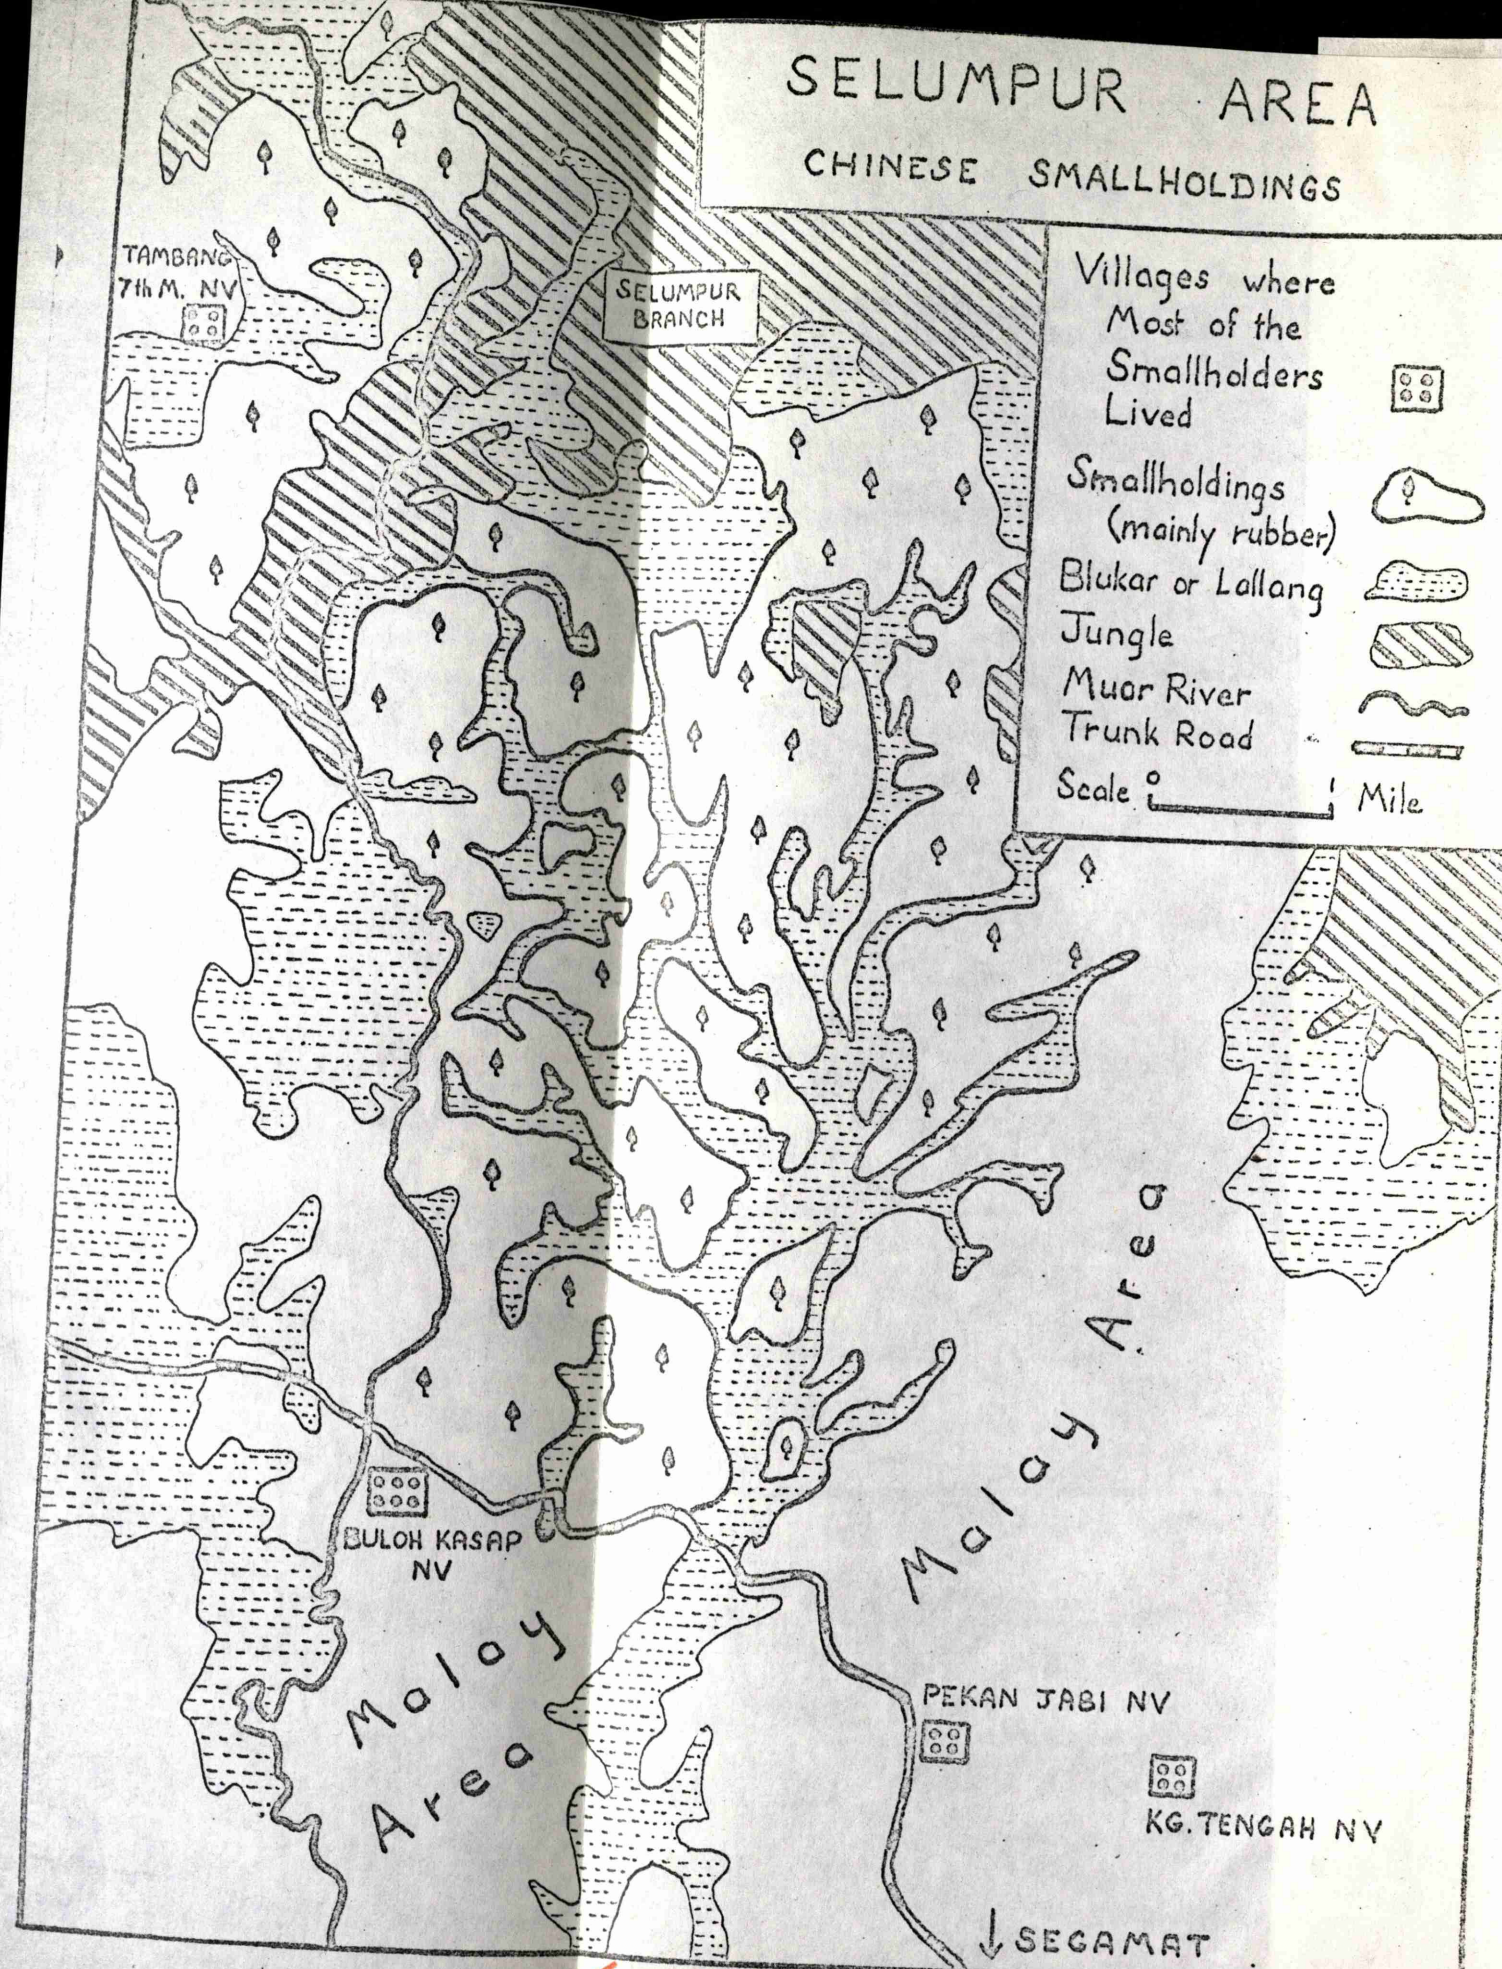 SELUMPUR AREA
CHINESE SMALLHOLDINGS
TAMBANG
7th M. NV
SELUMPUR
BRANCH
Villages where
Most of the
Smallholders
Lived
Smallholdings
(mainly rubber)
Blukar or Lallang
Jungle
Muar River
Trunk Road
Scale 0 1 Mile
Malay Area
BULOH KASAP
NV
Malay
Area
PEKAN JABI NV
KG. TENGAH NV
↓ SEGAMAT